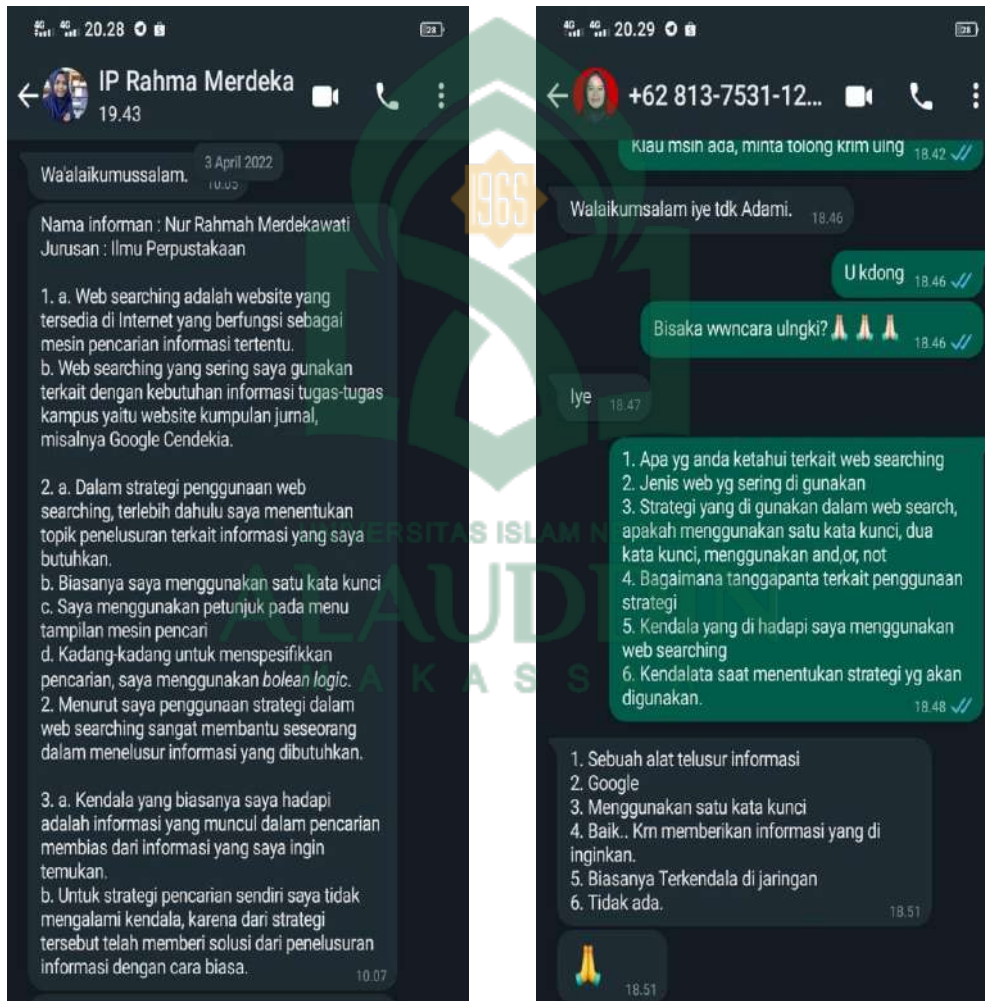 4G 4G 20.28 28
IP Rahma Merdeka
19.43
3 April 2022
Wa'alaikumussalam. 10.05
Nama informan : Nur Rahmah Merdekawati
Jurusan : Ilmu Perpustakaan
1. a. Web searching adalah website yang
tersedia di Internet yang berfungsi sebagai
mesin pencarian informasi tertentu.
b. Web searching yang sering saya gunakan
terkait dengan kebutuhan informasi tugas-tugas
kampus yaitu website kumpulan jurnal,
misalnya Google Cendekia.
2. a. Dalam strategi penggunaan web
searching, terlebih dahulu saya menentukan
topik penelusuran terkait informasi yang saya
butuhkan.
b. Biasanya saya menggunakan satu kata kunci
c. Saya menggunakan petunjuk pada menu
tampilan mesin pencari
d. Kadang-kadang untuk menspesifikkan
pencarian, saya menggunakan bolean logic.
2. Menurut saya penggunaan strategi dalam
web searching sangat membantu seseorang
dalam menelusur informasi yang dibutuhkan.
3. a. Kendala yang biasanya saya hadapi
adalah informasi yang muncul dalam pencarian
membias dari informasi yang saya ingin
temukan.
b. Untuk strategi pencarian sendiri saya tidak
mengalami kendala, karena dari strategi
tersebut telah memberi solusi dari penelusuran
informasi dengan cara biasa. 10.07
4G 4G 20.29 28
+62 813-7531-12...
Klau msih ada, minta tolong krim ulng 18.42
Walaikumsalam iye tdk Adami. 18.46
U kdong 18.46
Bisaka wwncara ulngki? 18.46
Iye 18.47
1. Apa yg anda ketahui terkait web searching
2. Jenis web yg sering di gunakan
3. Strategi yang di gunakan dalam web search,
apakah menggunakan satu kata kunci, dua
kata kunci, menggunakan and,or, not
4. Bagaimana tanggapanta terkait penggunaan
strategi
5. Kendala yang di hadapi saya menggunakan
web searching
6. Kendalata saat menentukan strategi yg akan
digunakan. 18.48
1. Sebuah alat telusur informasi
2. Google
3. Menggunakan satu kata kunci
4. Baik.. Krn memberikan informasi yang di
inginkan.
5. Biasanya Terkendala di jaringan
6. Tidak ada. 18.51
18.51
1965